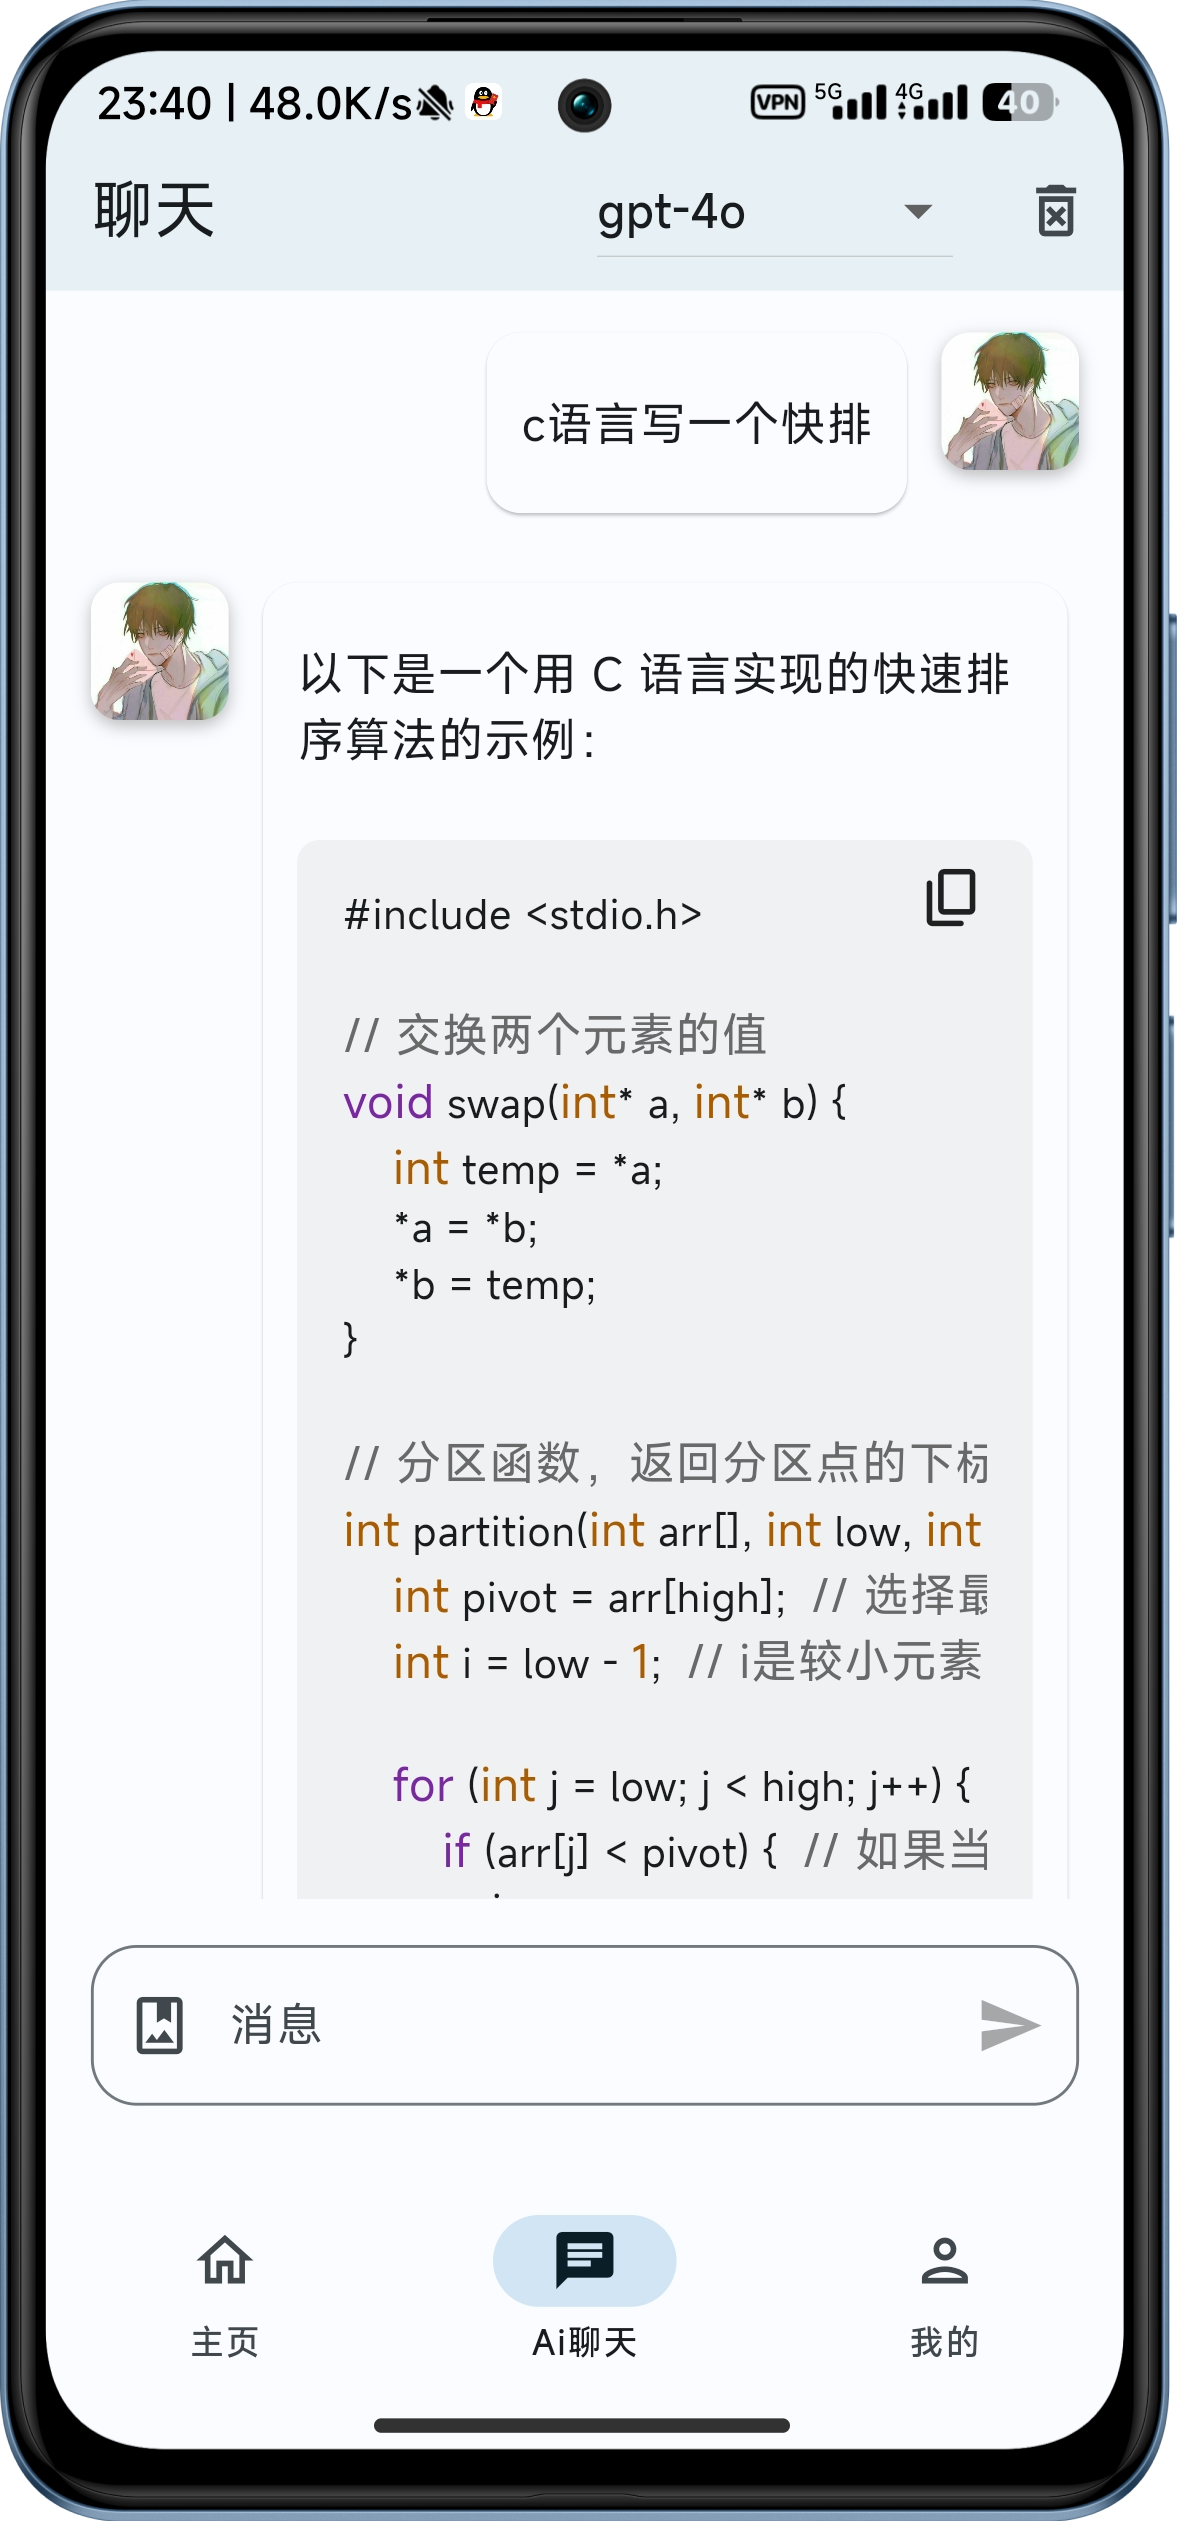 23:40 | 48.0K/s VPN 5G 4G 40
聊天 gpt-4o
c语言写一个快排
以下是一个用 C 语言实现的快速排
序算法的示例：
#include <stdio.h>
// 交换两个元素的值
void swap(int* a, int* b) {
int temp = *a;
*a = *b;
*b = temp;
}
// 分区函数，返回分区点的下标
int partition(int arr[], int low, int
int pivot = arr[high]; // 选择最
int i = low - 1; // i是较小元素
for (int j = low; j < high; j++) {
if (arr[j] < pivot) { // 如果当
消息
主页 Ai聊天 我的